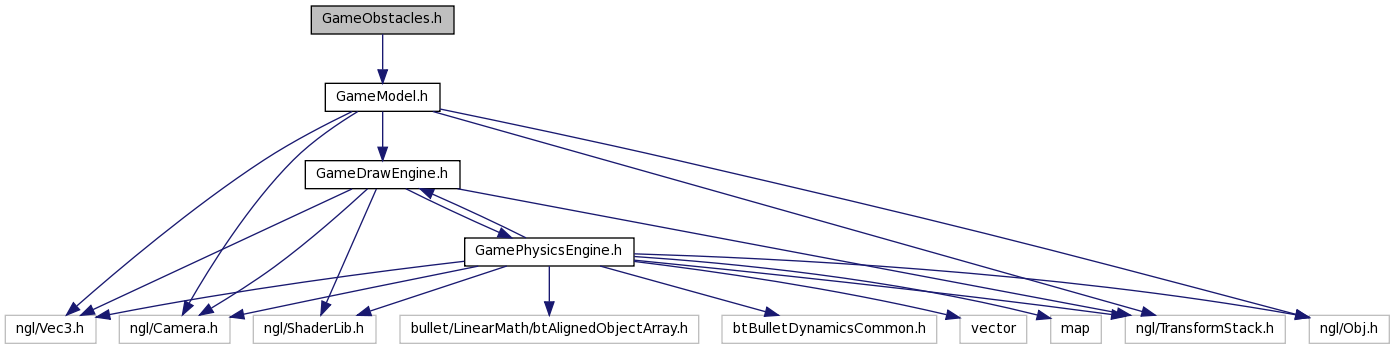 GameObstacles.h
GameModel.h
GameDrawEngine.h
GamePhysicsEngine.h
ngl/Vec3.h
ngl/Camera.h
ngl/ShaderLib.h
bullet/LinearMath/btAlignedObjectArray.h
btBulletDynamicsCommon.h
vector
map
ngl/TransformStack.h
ngl/Obj.h